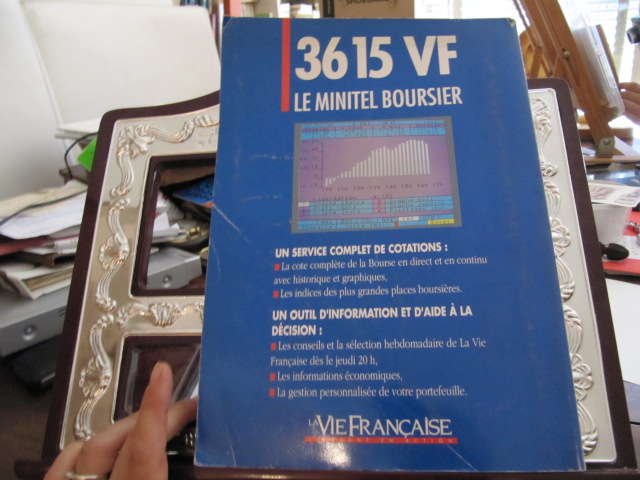 3615 VF
LE MINITEL BOURSIER
UN SERVICE COMPLET DE COTATIONS :
La cote complète de la Bourse en direct et en continu
avec historique et graphiques,
Les indices des plus grandes places boursières.
UN OUTIL D'INFORMATION ET D'AIDE À LA
DÉCISION :
Les conseils et la sélection hebdomadaire de La Vie
Française dès le jeudi 20 h,
Les informations économiques,
La gestion personnalisée de votre portefeuille.
LA VIE FRANÇAISE
L'ARGENT EN ACTION